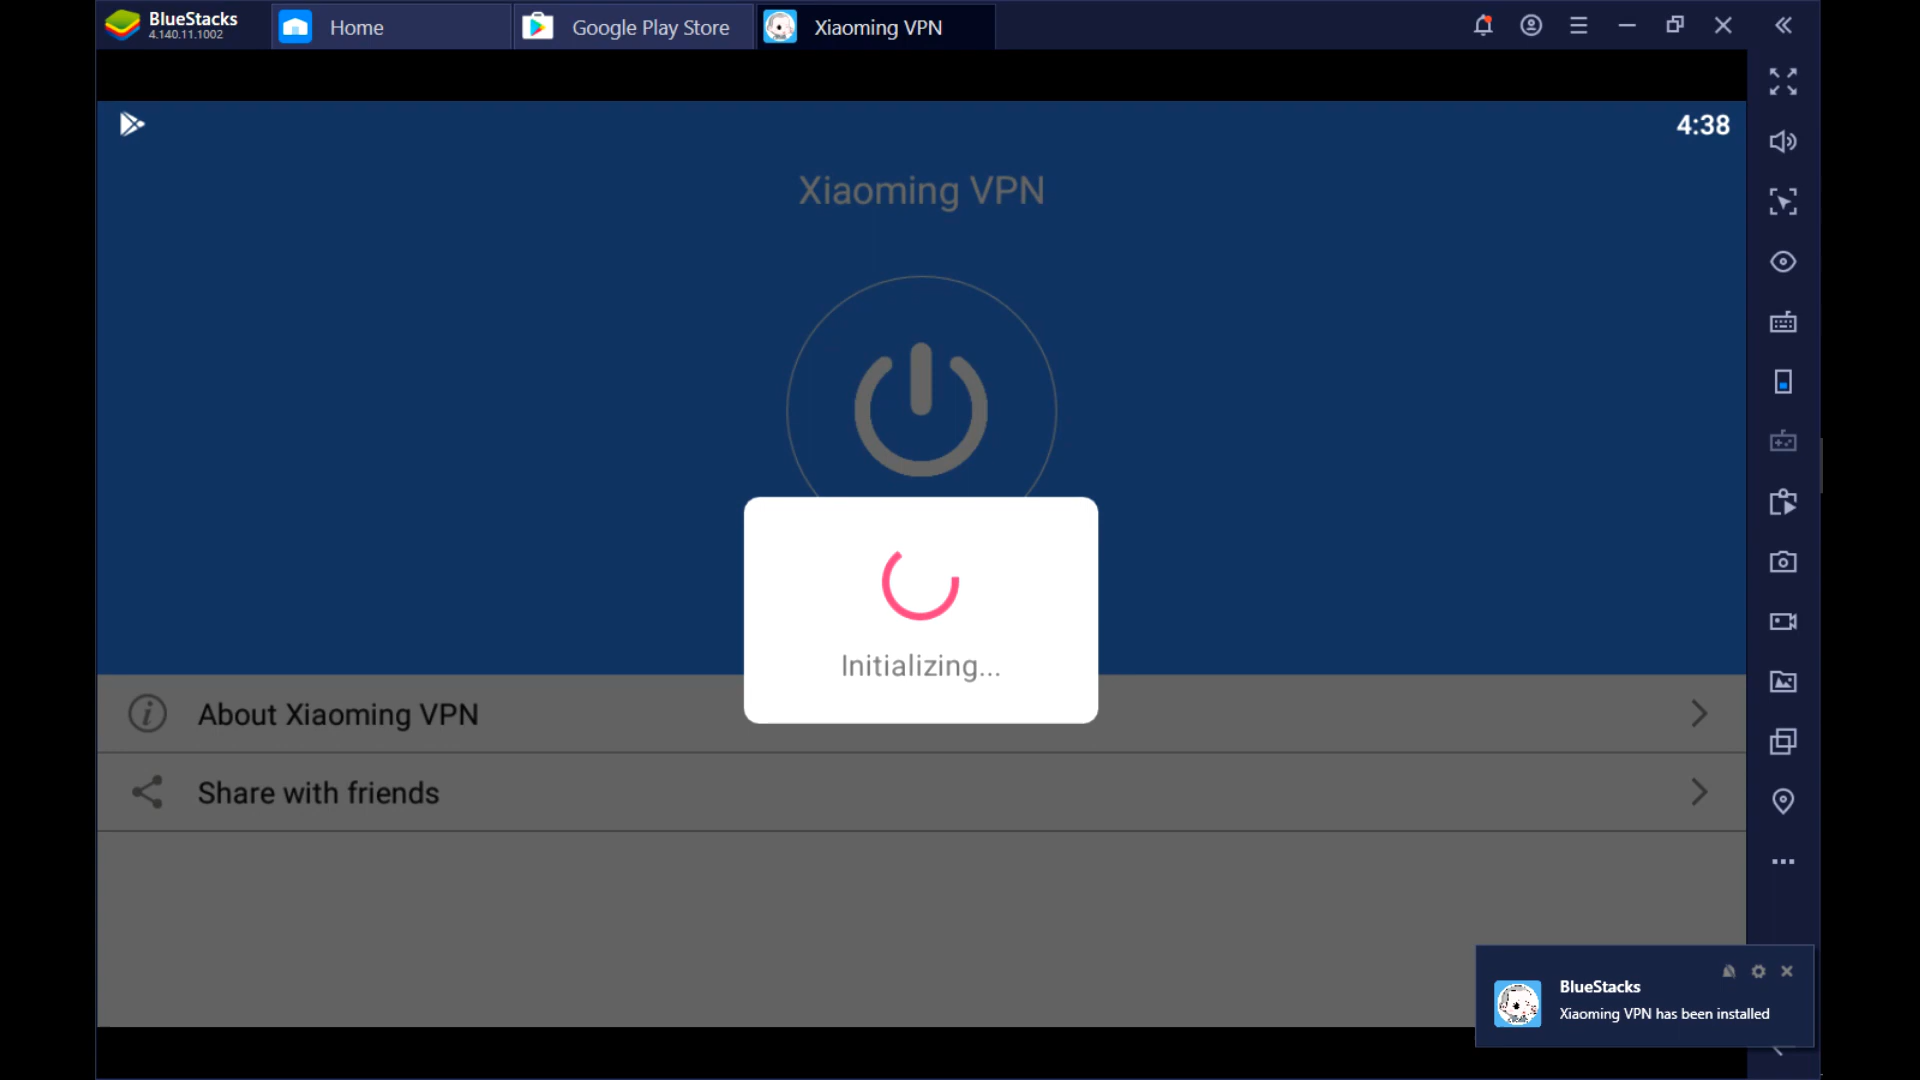 BlueStacks
4.140.11.1002
Home
Google Play Store
Xiaoming VPN
4:38
Xiaoming VPN
Initializing...
About Xiaoming VPN
Share with friends
BlueStacks
Xiaoming VPN has been installed